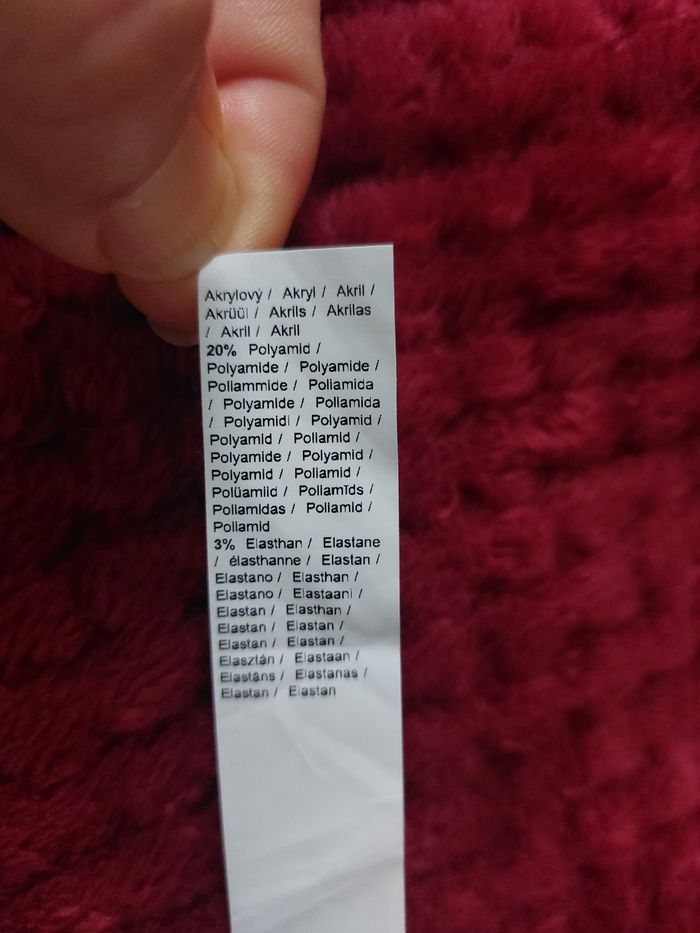 Akrylový / Akryl / Akril /
Akrüül / Akrils / Akrilas
/ Akril / Akril
20% Polyamid /
Polyamide / Polyamide /
Poliammide / Poliamida
/ Polyamide / Poliamida
/ Polyamidi / Polyamid /
Polyamid / Poliamid /
Polyamide / Polyamid /
Polyamid / Poliamid /
Polüamiid / Poliamīds /
Poliamidas / Poliamid /
Poliamid
3% Elasthan / Elastane
/ élasthanne / Elastan /
Elastano / Elasthan /
Elastano / Elastaani /
Elastan / Elasthan /
Elastan / Elastan /
Elastan / Elastan /
Elasztán / Elastaan /
Elastāns / Elastanas /
Elastan / Elastan